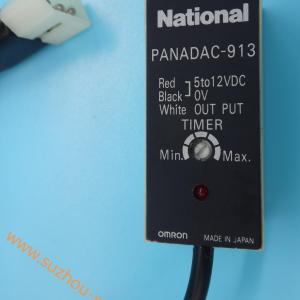 National
PANADAC-913
Red 5to12VDC
Black 0V
White OUT PUT
TIMER
Min. Max.
OMRON MADE IN JAPAN
www.suzhou-